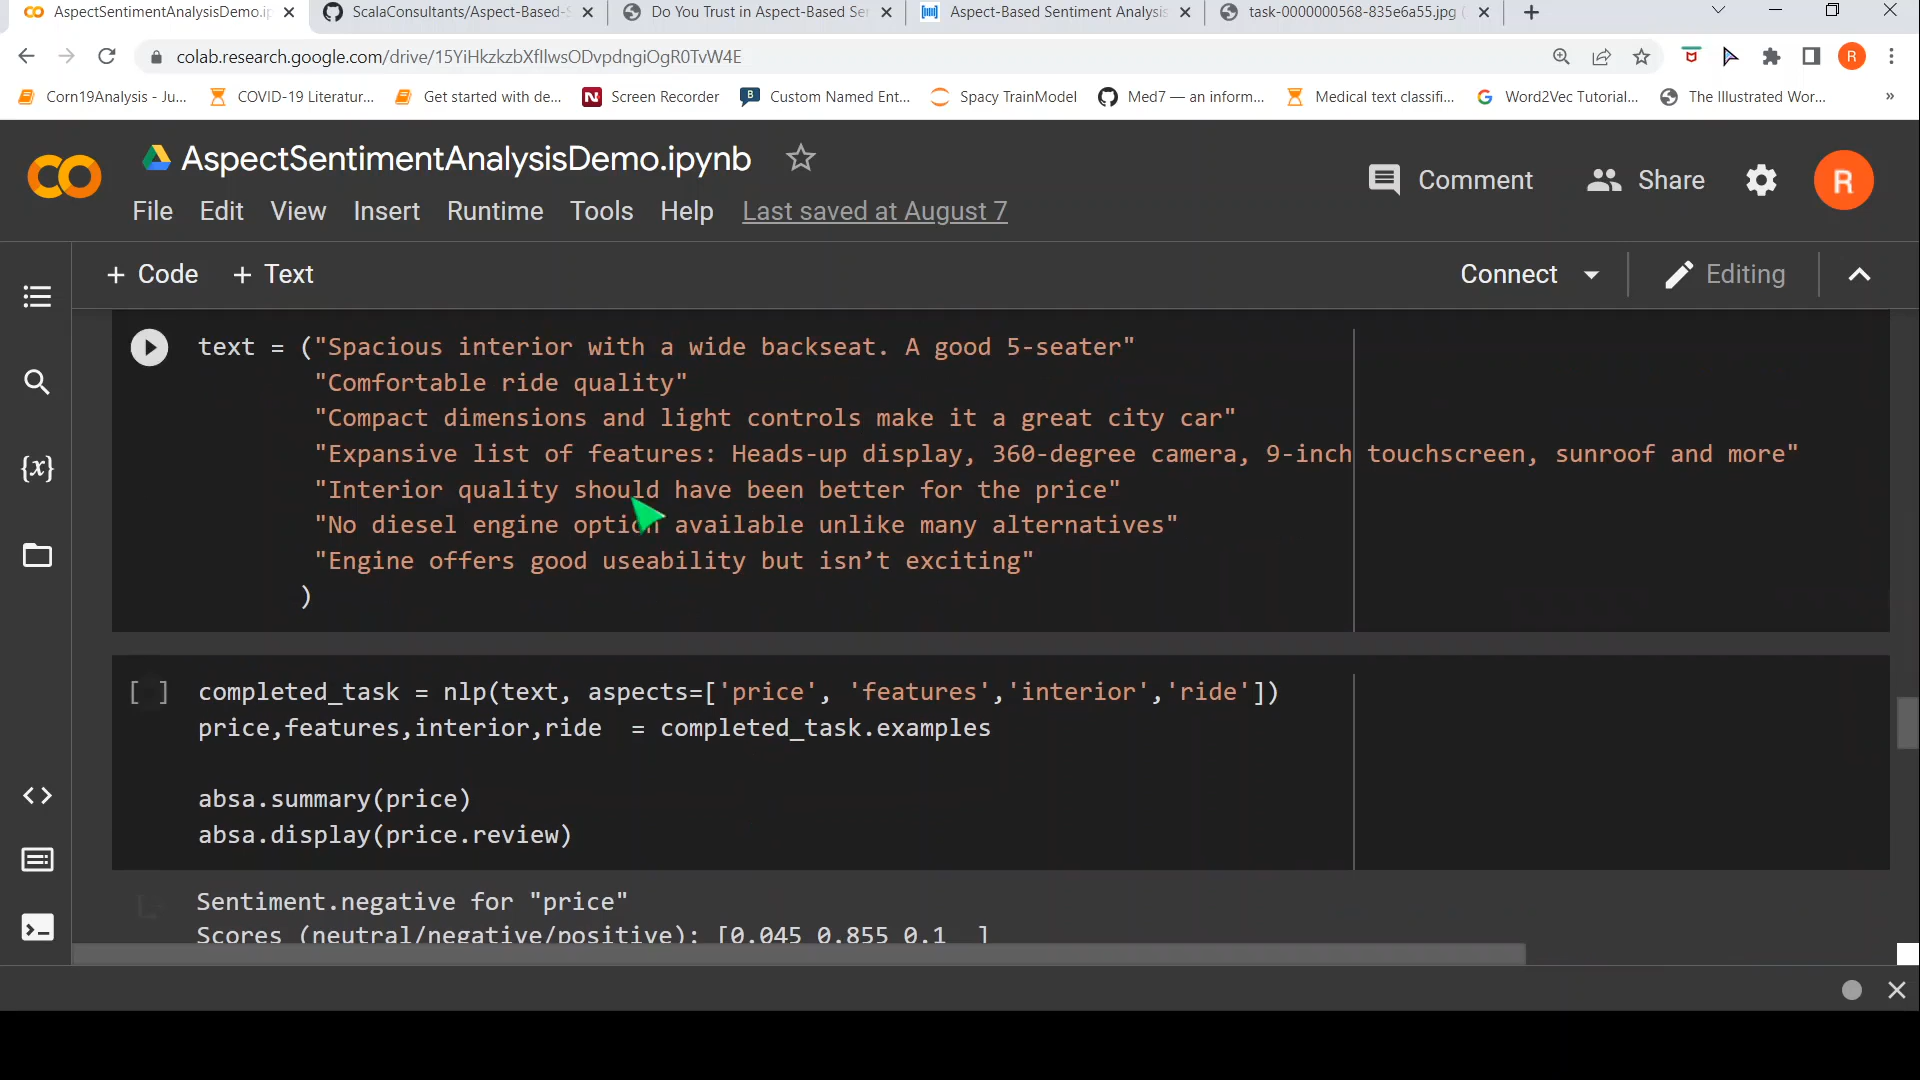 AspectSentimentAnalysisDemo.ip
ScalaConsultants/Aspect-Based-S
Do You Trust in Aspect-Based Se
Aspect-Based Sentiment Analysis
task-0000000568-835e6a55.jpg (
colab.research.google.com/drive/15YiHkzkzbXfIlwsODvpdngiOgR0TvW4E
R
Corn19Analysis - Ju...
COVID-19 Literatur...
Get started with de...
N Screen Recorder
Custom Named Ent...
Spacy TrainModel
Med7 — an inform...
Medical text classifi...
Word2Vec Tutorial...
The Illustrated Wor...
»
AspectSentimentAnalysisDemo.ipynb
Comment
Share
R
File Edit View Insert Runtime Tools Help Last saved at August 7
+ Code + Text
Connect
Editing
text = ("Spacious interior with a wide backseat. A good 5-seater"
"Comfortable ride quality"
"Compact dimensions and light controls make it a great city car"
"Expansive list of features: Heads-up display, 360-degree camera, 9-inch touchscreen, sunroof and more"
"Interior quality should have been better for the price"
"No diesel engine option available unlike many alternatives"
"Engine offers good useability but isn’t exciting"
)
[ ] completed_task = nlp(text, aspects=['price', 'features','interior','ride'])
price,features,interior,ride  = completed_task.examples
absa.summary(price)
absa.display(price.review)
Sentiment.negative for "price"
Scores (neutral/negative/positive): [0.045 0.855 0.1  ]